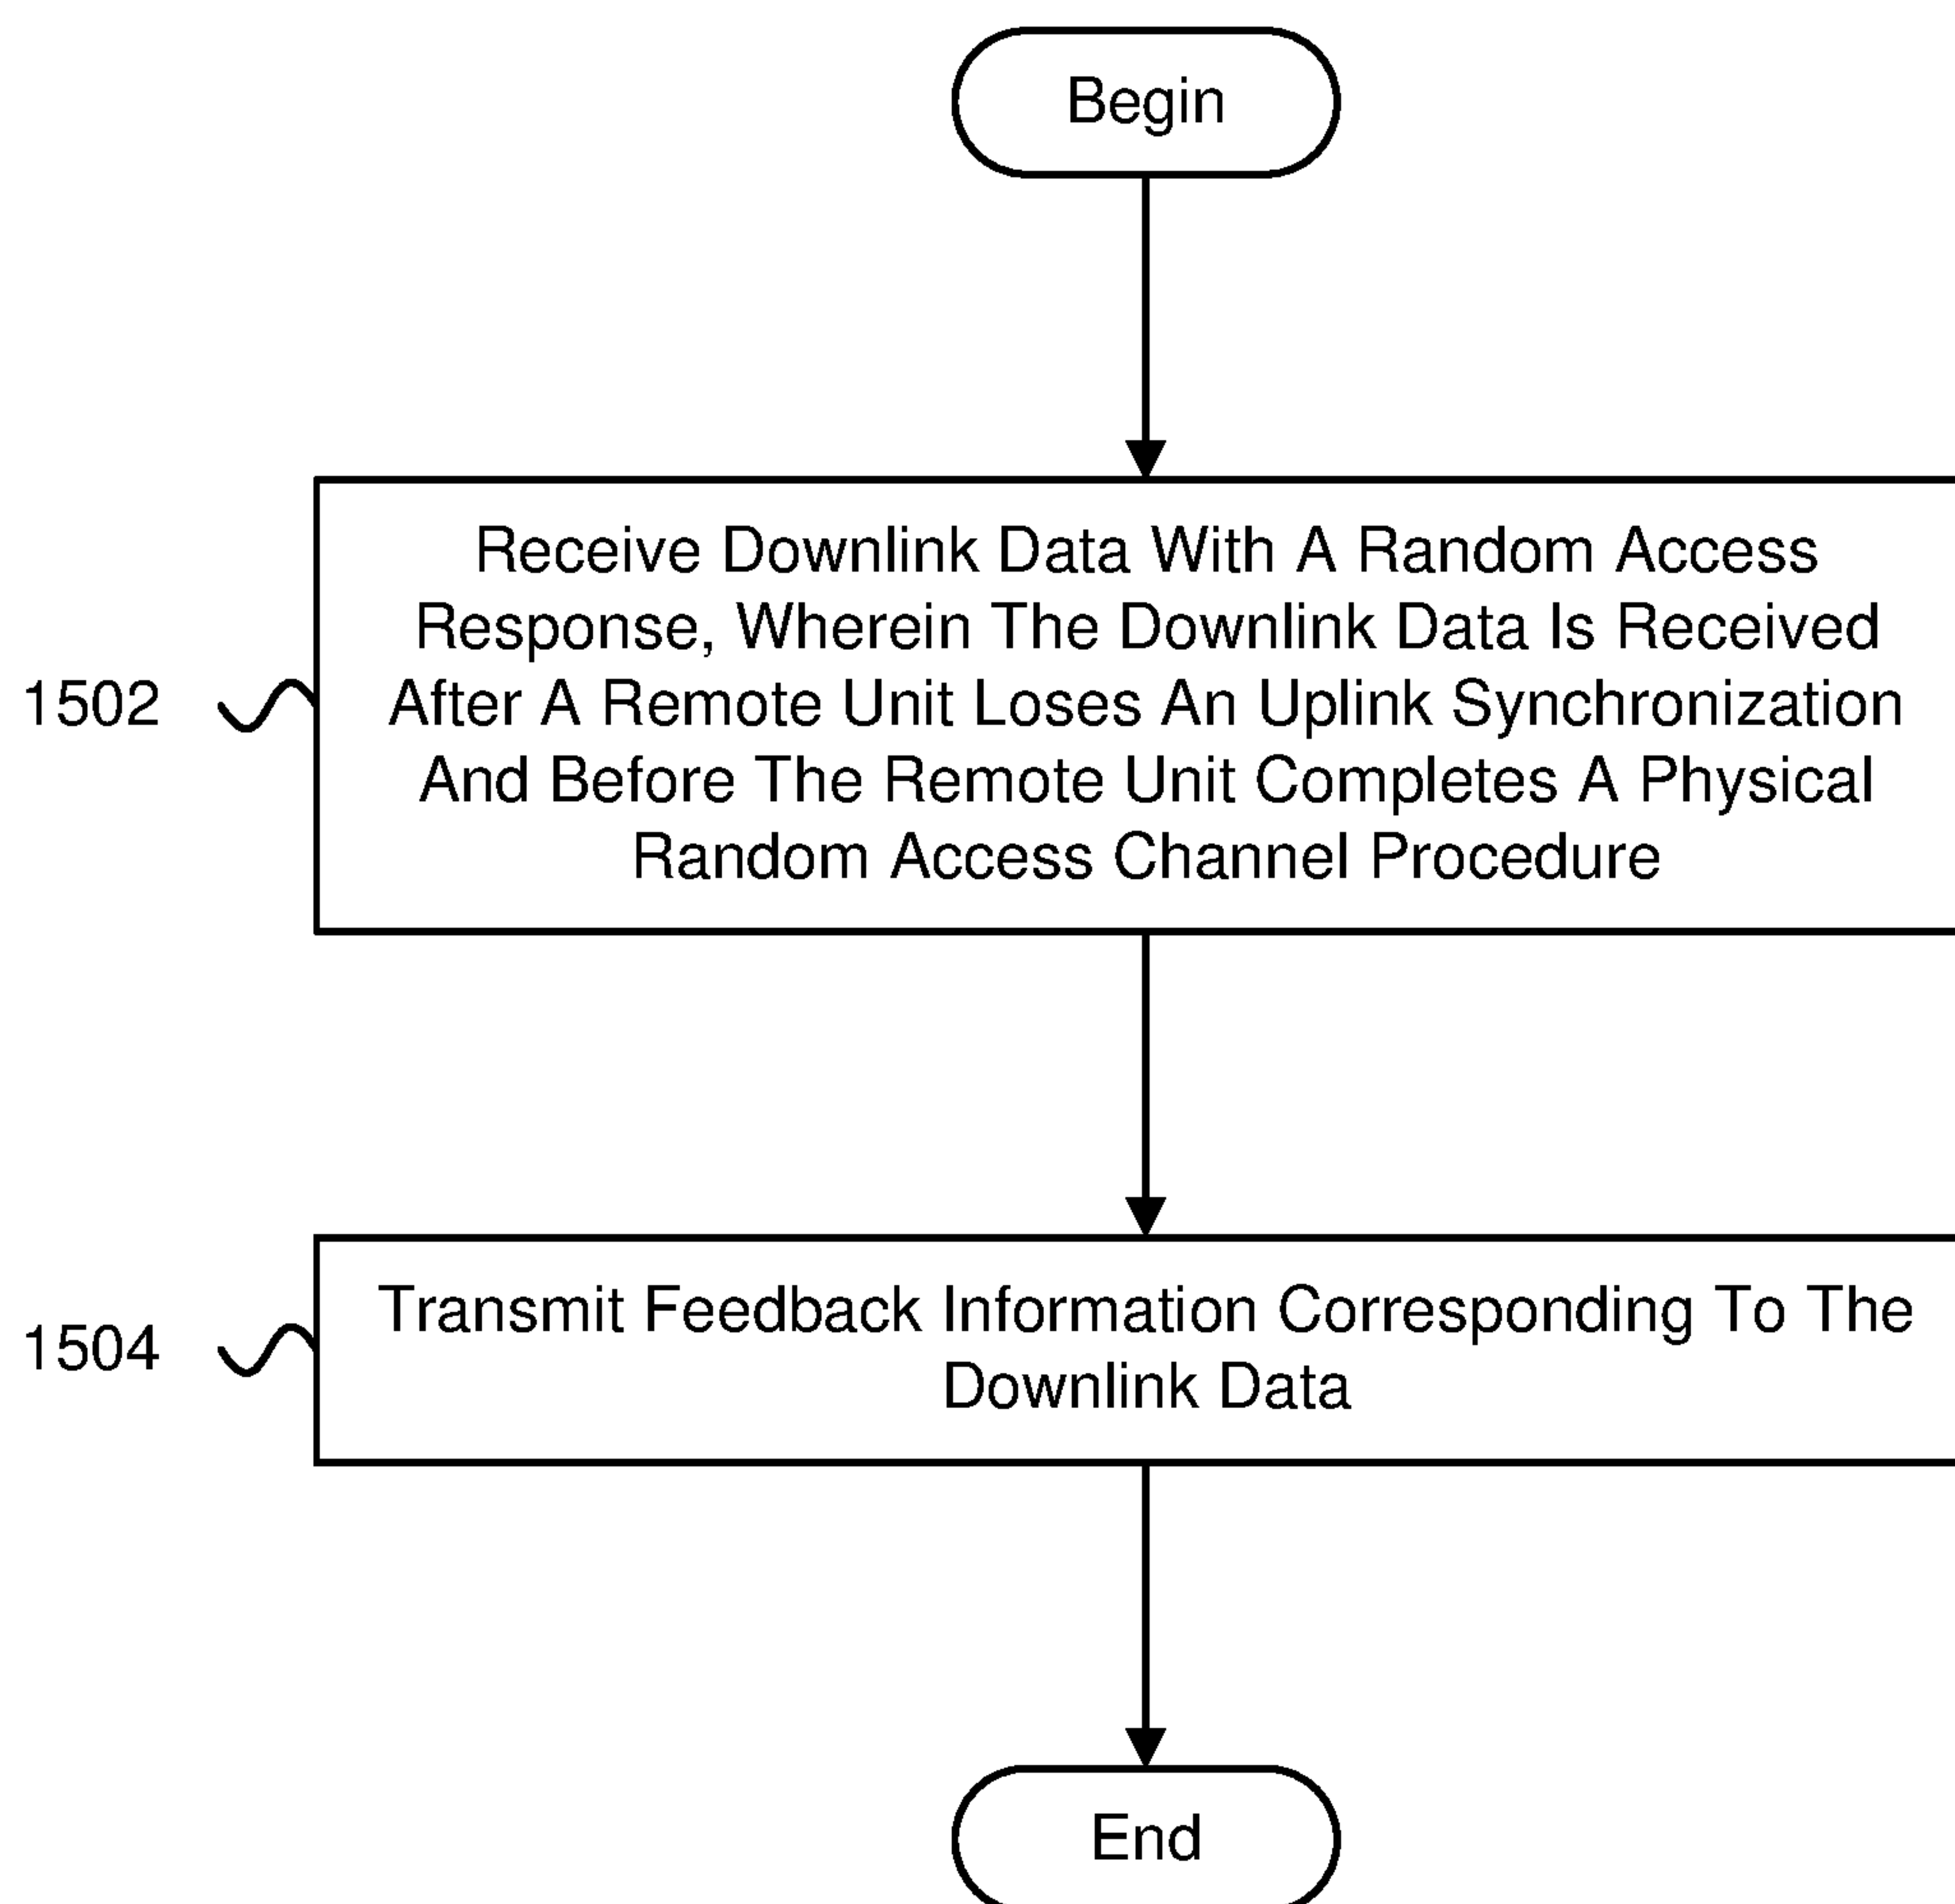 Begin
Receive Downlink Data With A Random Access
Response, Wherein The Downlink Data Is Received
After A Remote Unit Loses An Uplink Synchronization
And Before The Remote Unit Completes A Physical
Random Access Channel Procedure
1502
Transmit Feedback Information Corresponding To The
Downlink Data
1504
End